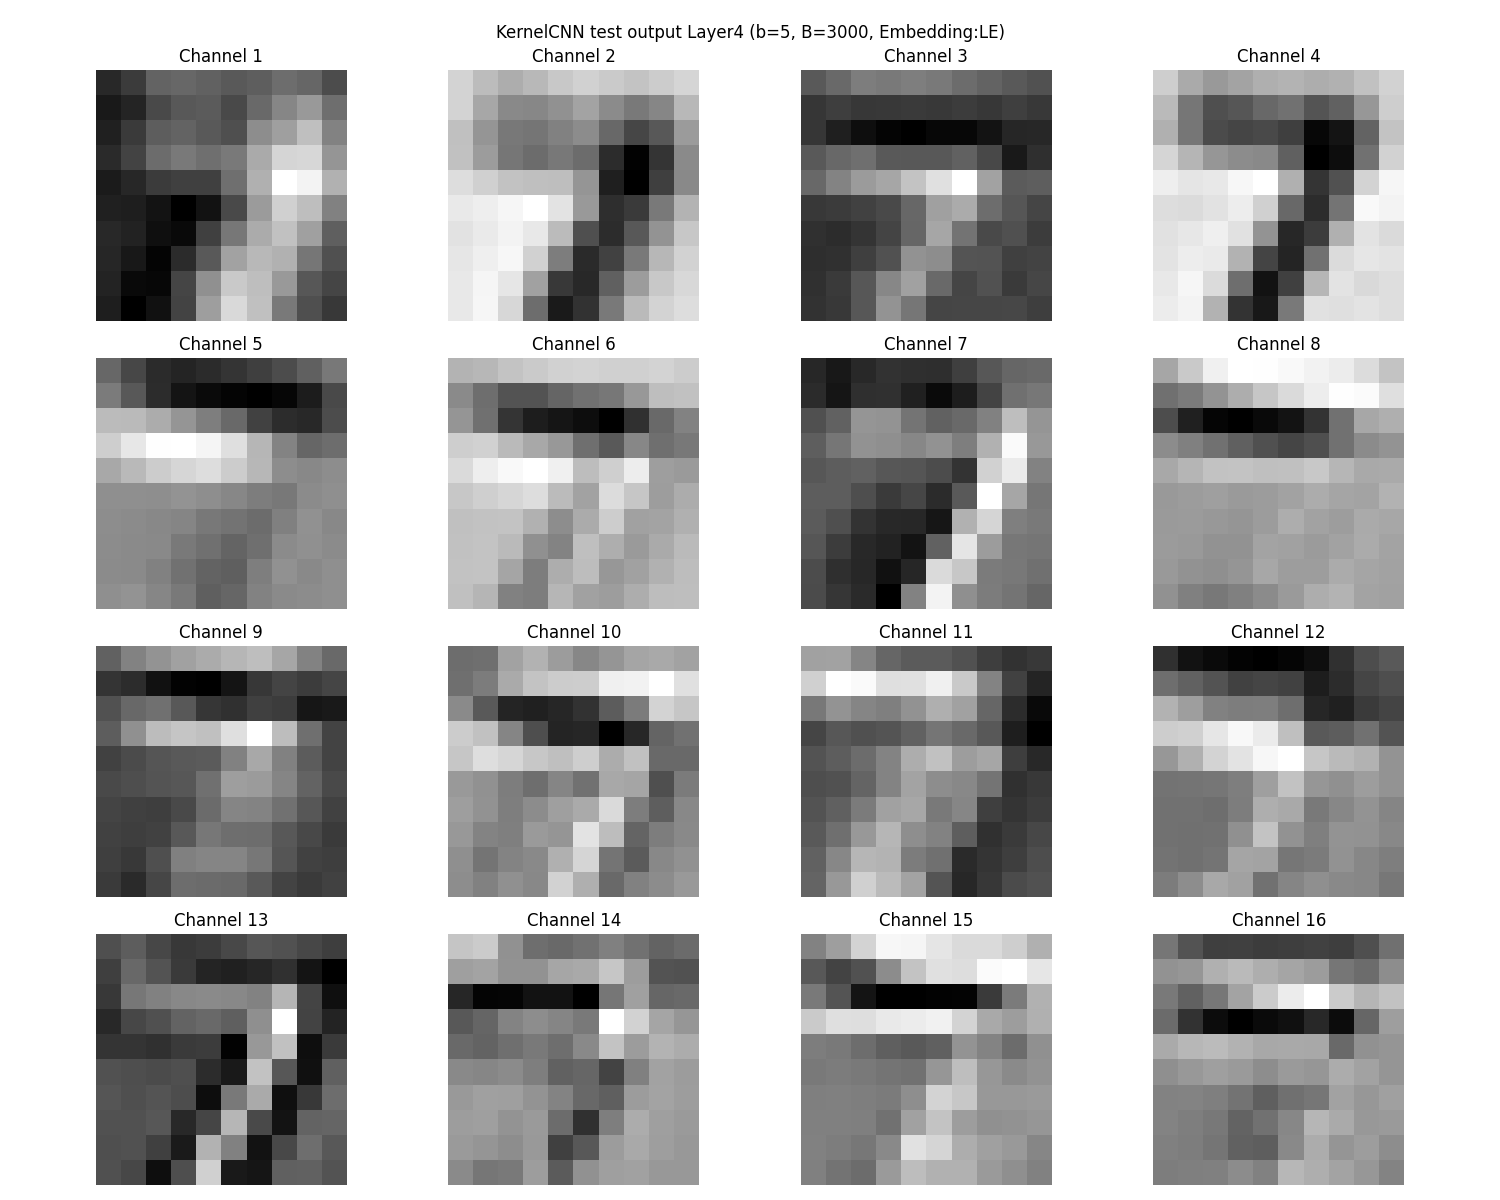 KernelCNN test output Layer4 (b=5, B=3000, Embedding:LE)
Channel 1
Channel 2
Channel 3
Channel 4
Channel 5
Channel 6
Channel 7
Channel 8
Channel 9
Channel 10
Channel 11
Channel 12
Channel 13
Channel 14
Channel 15
Channel 16